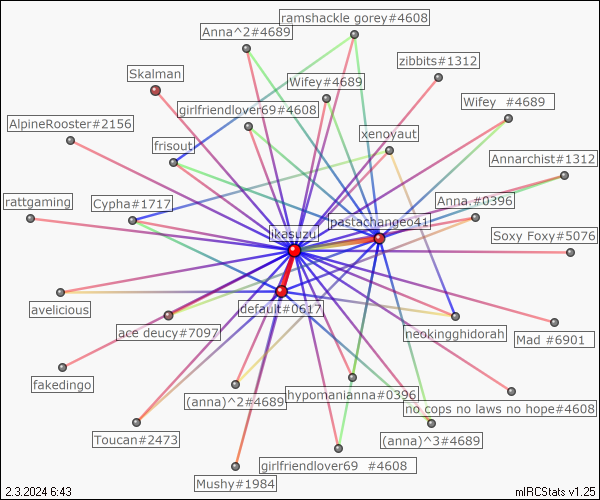 ramshackle gorey#4608
Anna^2#4689
zibbits#1312
Skalman
Wifey#4689
Wifey  #4689
girlfriendlover69#4608
AlpineRooster#2156
xenoyaut
frisout
Annarchist#1312
rattgaming
Cypha#1717
Anna.#0396
pastachangeo41
ikasuzu
Soxy Foxy#5076
avelicious
default#0617
ace deucy#7097
neokingghidorah
Mad #6901
fakedingo
hypomanianna#0396
(anna)^2#4689
no cops no laws no hope#4608
Toucan#2473
(anna)^3#4689
girlfriendlover69  #4608
Mushy#1984
2.3.2024 6:43
mIRCStats v1.25